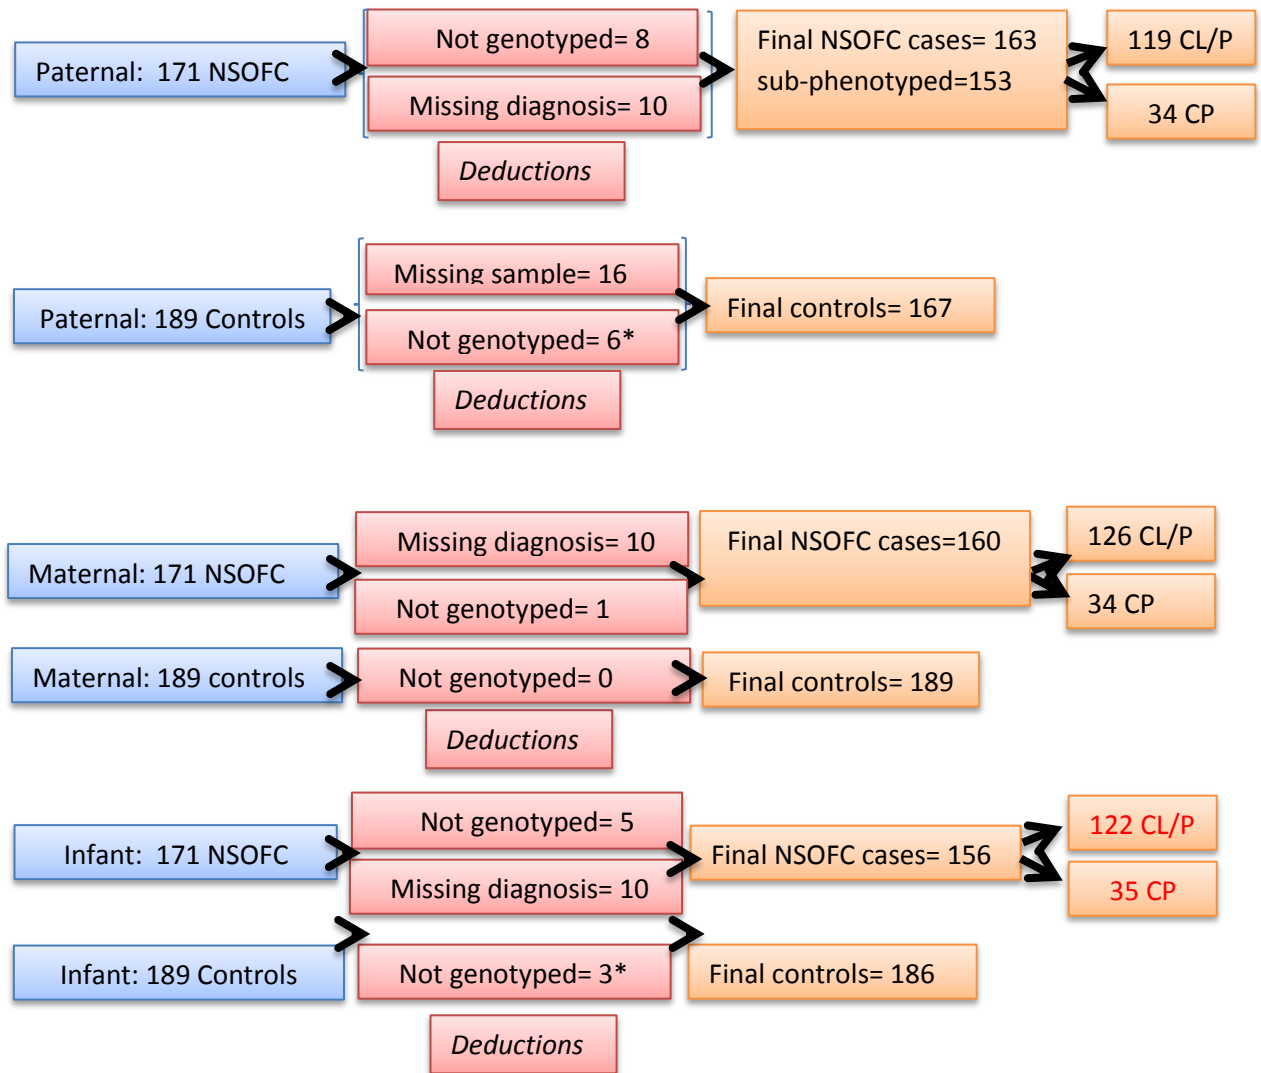 Paternal: 171 NSOFC
Not genotyped= 8
Missing diagnosis= 10
Deductions
Final NSOFC cases= 163
sub-phenotyped=153
119 CL/P
34 CP
Paternal: 189 Controls
Missing sample= 16
Not genotyped= 6*
Deductions
Final controls= 167
Maternal: 171 NSOFC
Missing diagnosis= 10
Not genotyped= 1
Final NSOFC cases=160
126 CL/P
34 CP
Maternal: 189 controls
Not genotyped= 0
Final controls= 189
Deductions
Infant: 171 NSOFC
Not genotyped= 5
Missing diagnosis= 10
Final NSOFC cases= 156
122 CL/P
35 CP
Infant: 189 Controls
Not genotyped= 3*
Final controls= 186
Deductions